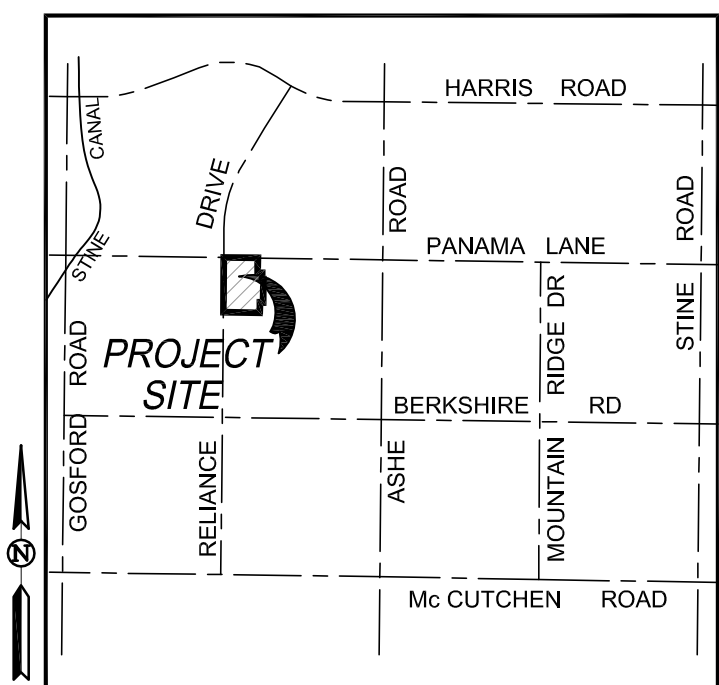 HARRIS ROAD
CANAL
STINE
DRIVE
ROAD
ROAD
PANAMA LANE
RIDGE DR
STINE
ROAD
PROJECT
SITE
BERKSHIRE RD
GOSFORD
RELIANCE
ASHE
MOUNTAIN
N
Mc CUTCHEN ROAD